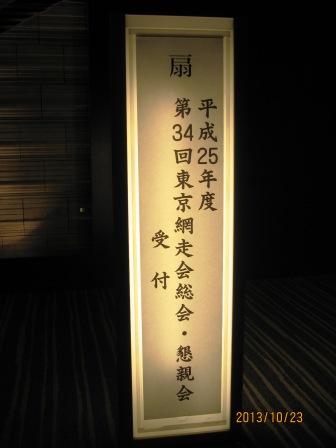 扇
平成25年度
第34回東京網走会総会・懇親会
受付
2013/10/23